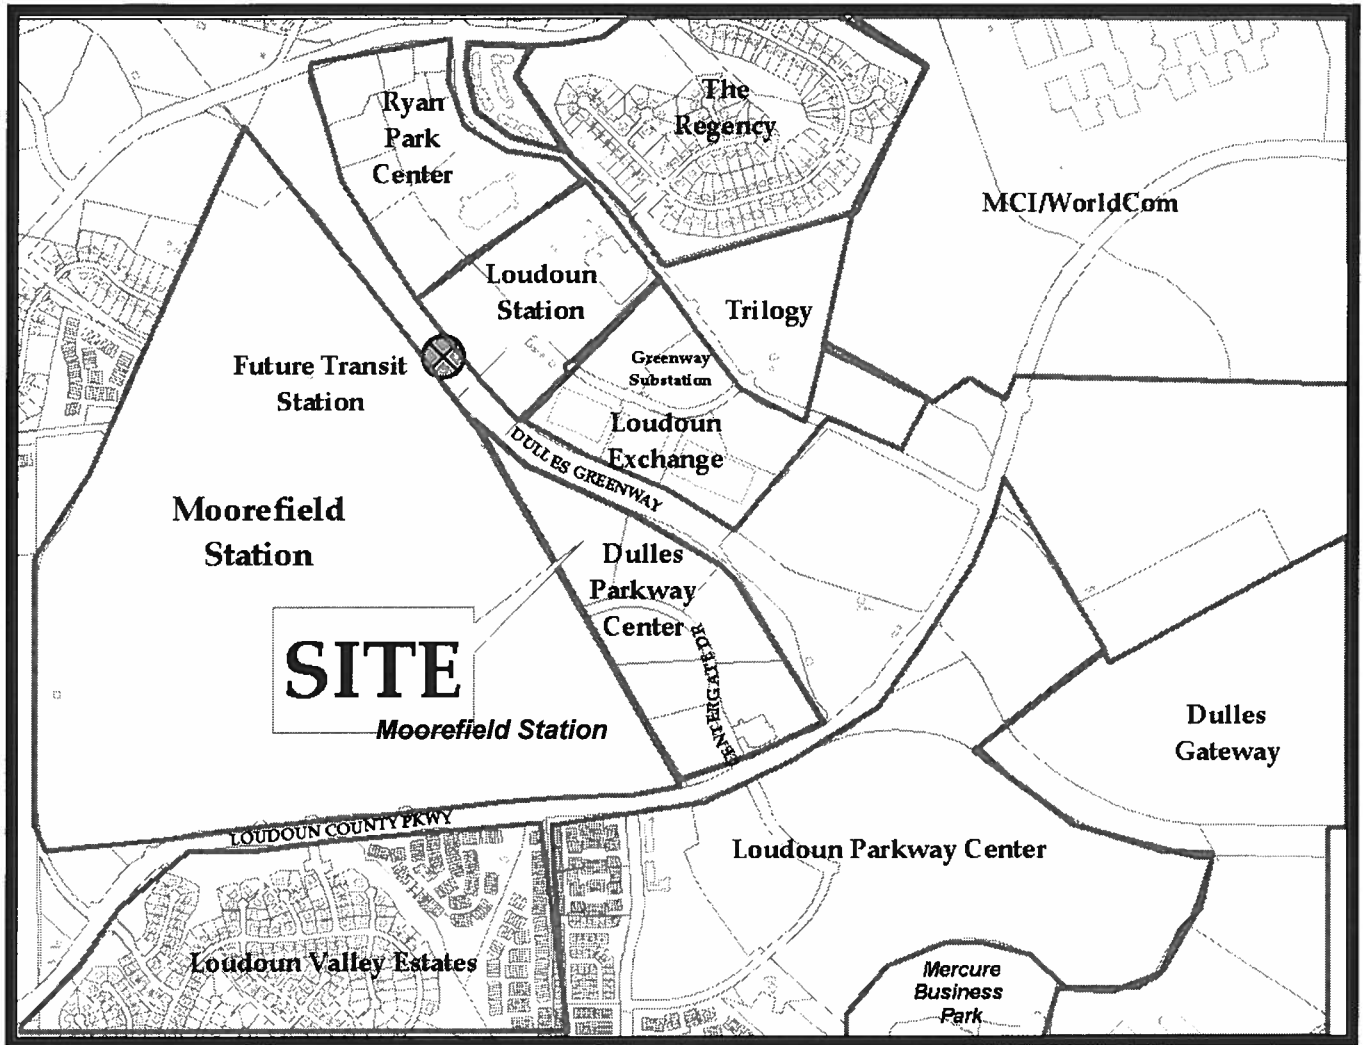 Ryan
Park
Center
The
Regency
MCI/WorldCom
Loudoun
Station
Trilogy
Future Transit
Station
Greenway
Substation
Loudoun
Exchange
DULLES GREENWAY
Moorefield
Station
Dulles
Parkway
Center
CENTERGATE DR
SITE
Moorefield Station
Dulles
Gateway
LOUDOUN COUNTY PKWY
Loudoun Parkway Center
Loudoun Valley Estates
Mercure
Business
Park